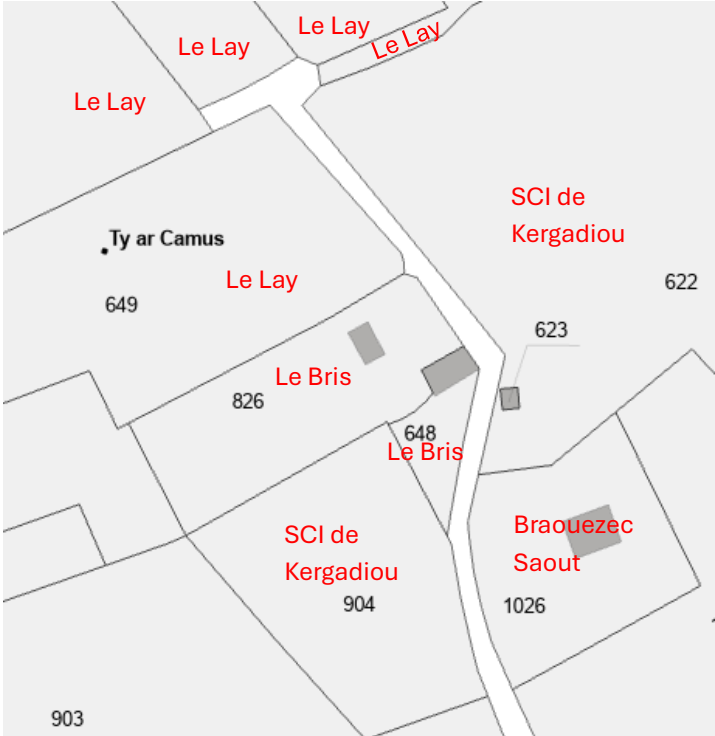 Le Lay
Le Lay
Le Lay
Le Lay
SCI de
Kergadiou
Ty ar Camus
Le Lay
622
649
623
Le Bris
826
648
Le Bris
SCI de
Kergadiou
Braouezec
Saout
904
1026
903